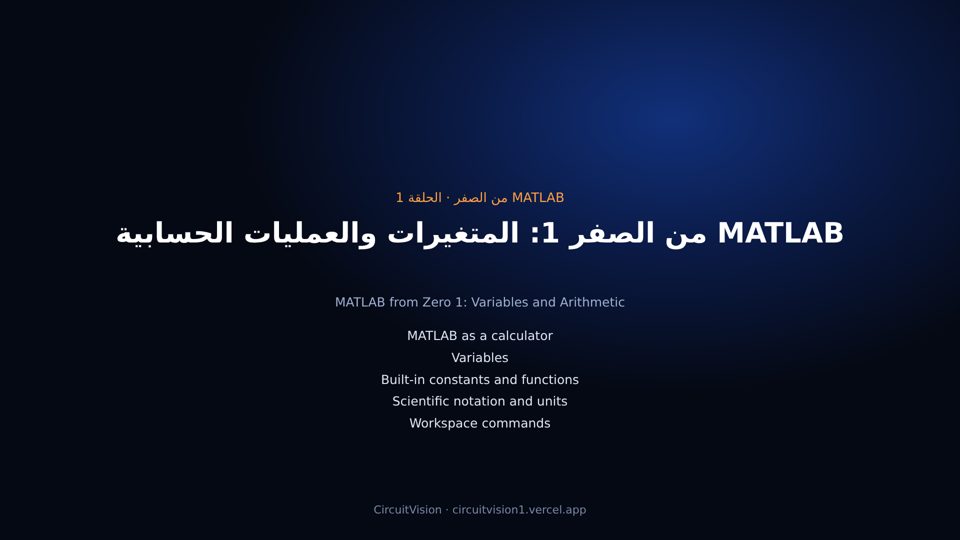 MATLAB من الصفر · الحلقة 1
MATLAB من الصفر 1: المتغيرات والعمليات الحسابية
MATLAB from Zero 1: Variables and Arithmetic
MATLAB as a calculator
Variables
Built-in constants and functions
Scientific notation and units
Workspace commands
CircuitVision · circuitvision1.vercel.app